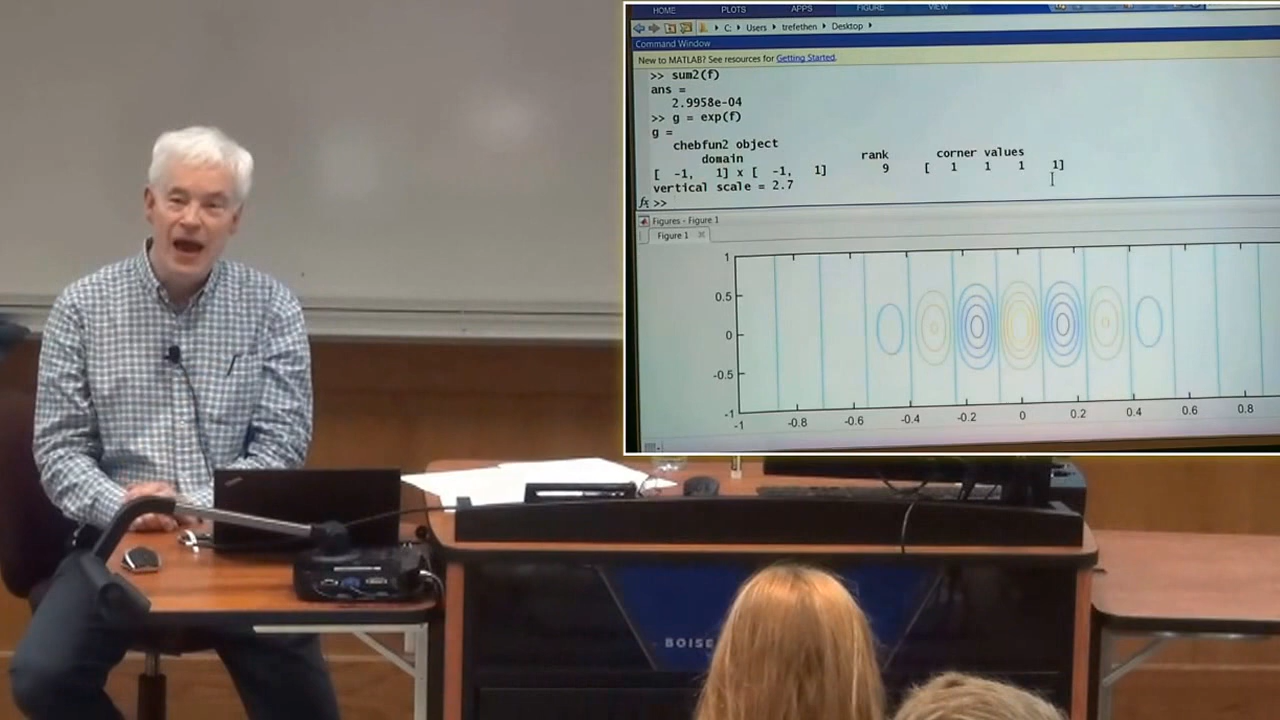 HOME PLOTS APPS FIGURE VIEW
C: Users trefethen Desktop
Command Window
New to MATLAB? See resources for Getting Started.
>> sum2(f)
ans =
2.9958e-04
>> g = exp(f)
g =
chebfun2 object
domain rank corner values
[ -1, 1] x [ -1, 1] 9 [ 1 1 1 1]
vertical scale = 2.7
fx >>
Figures - Figure 1
Figure 1
1
0.5
0
-0.5
-1
-1 -0.8 -0.6 -0.4 -0.2 0 0.2 0.4 0.6 0.8
BOISE